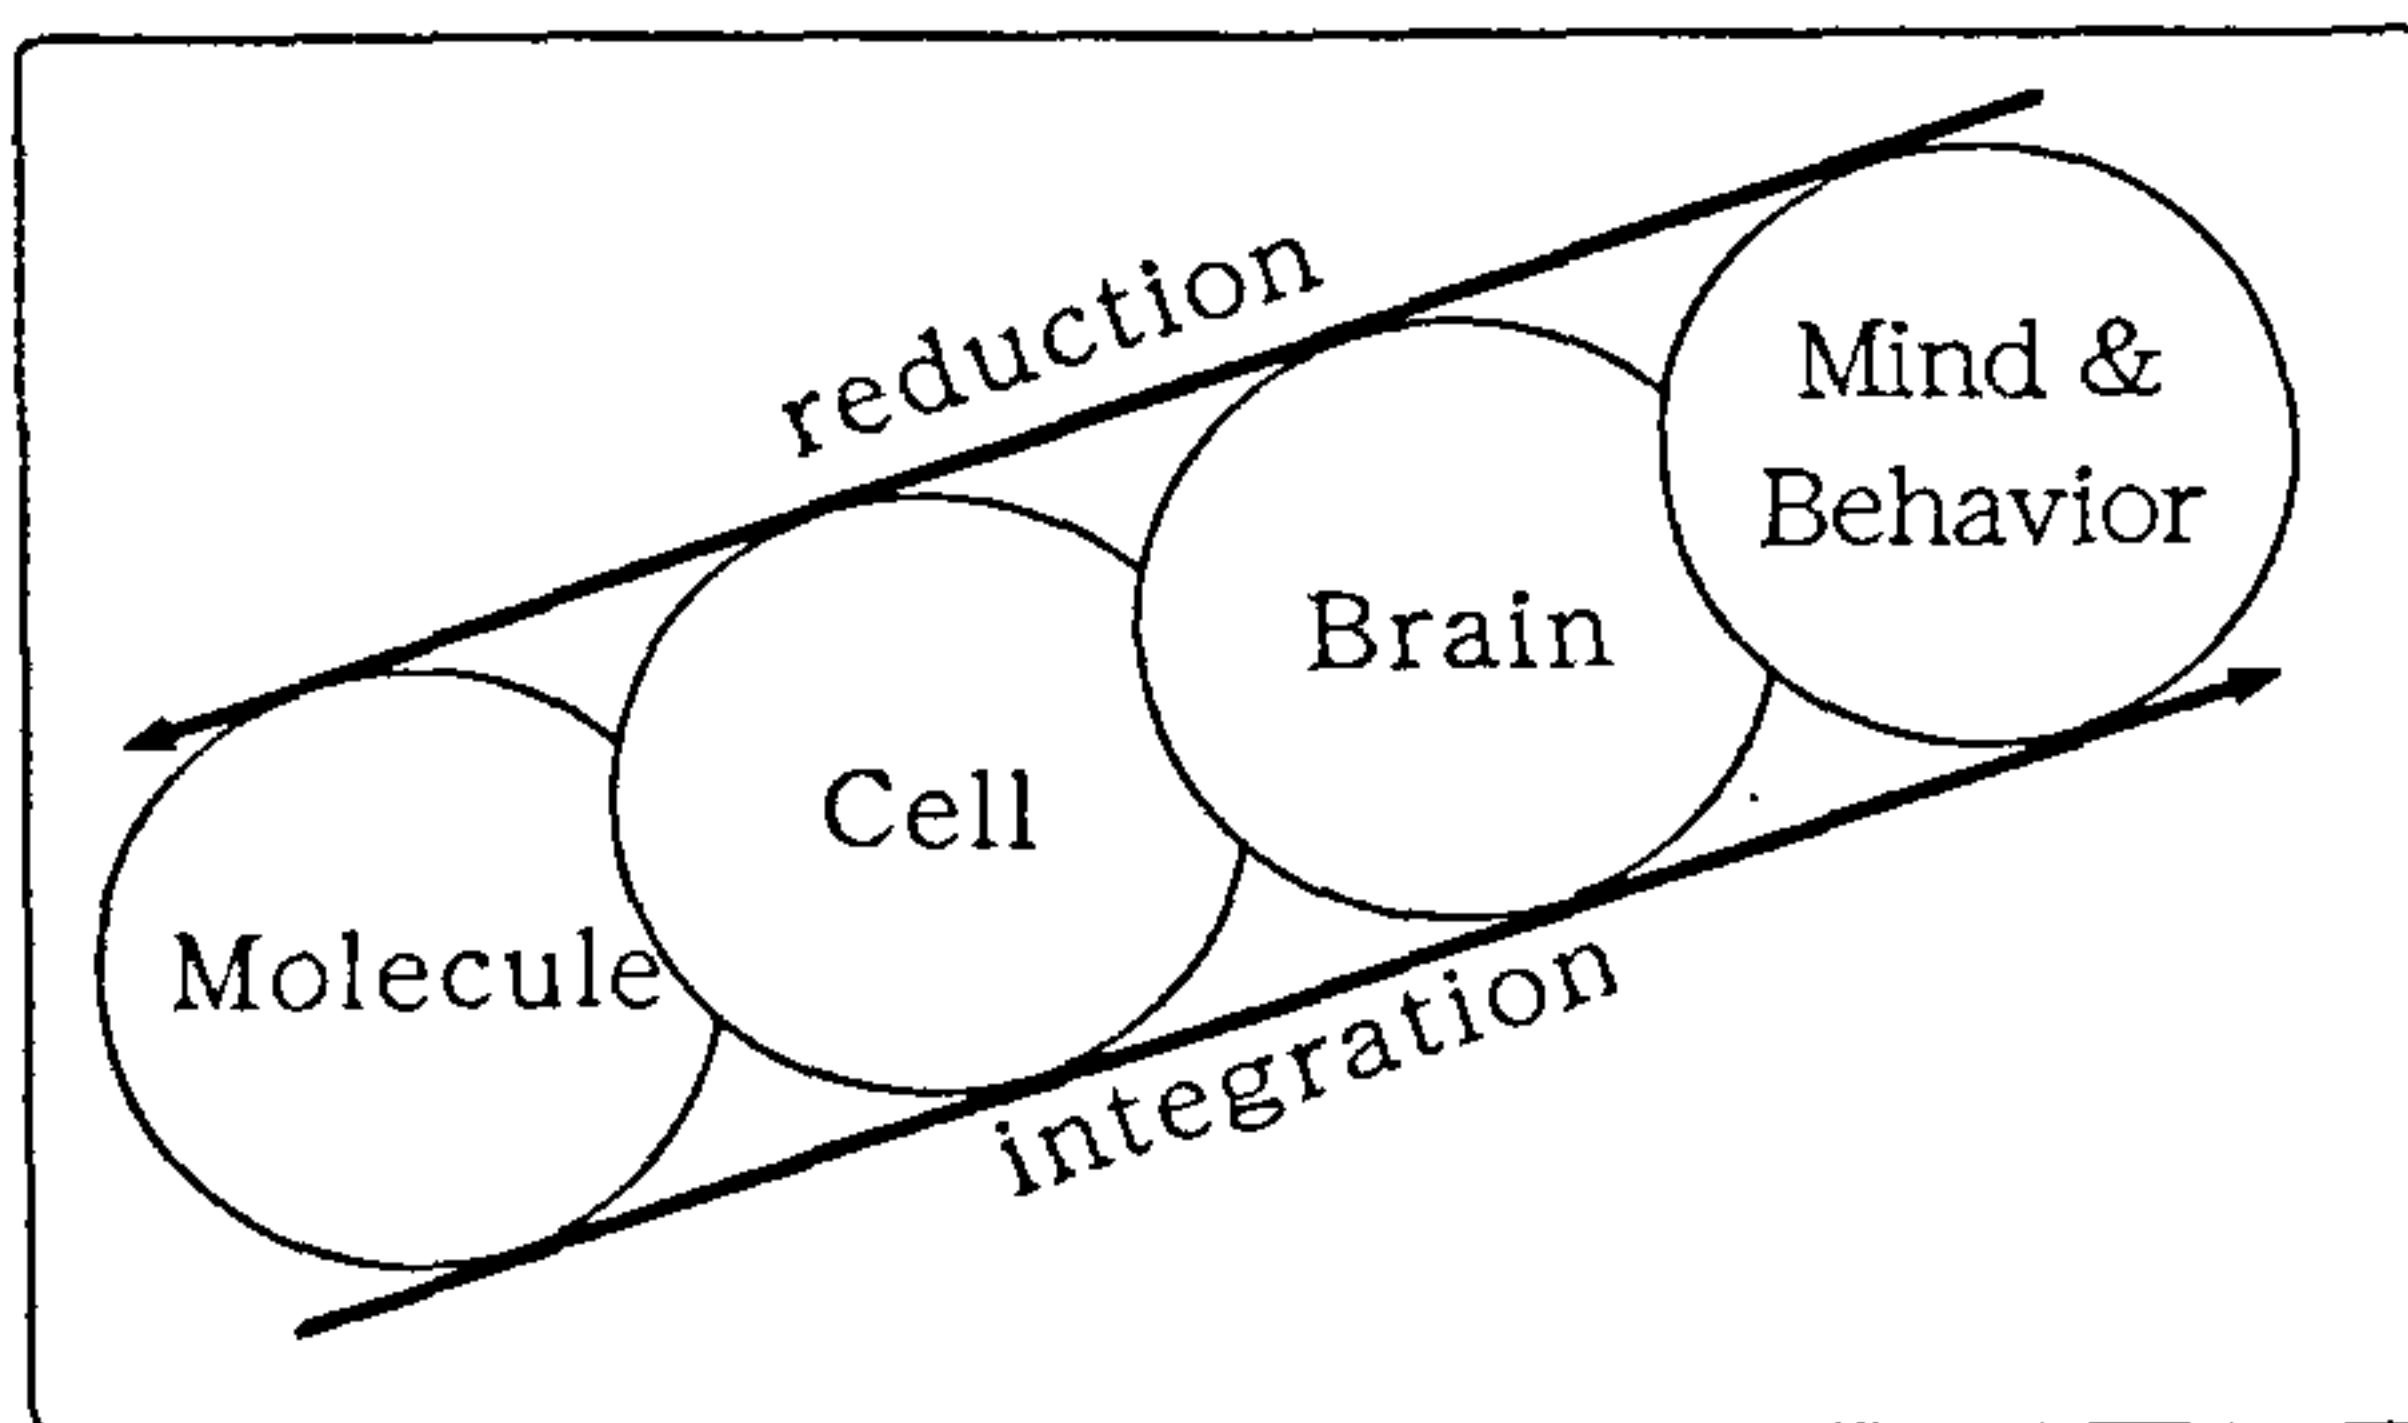 reduction
Mind &
Behavior
Brain
Cell
Molecule
integration